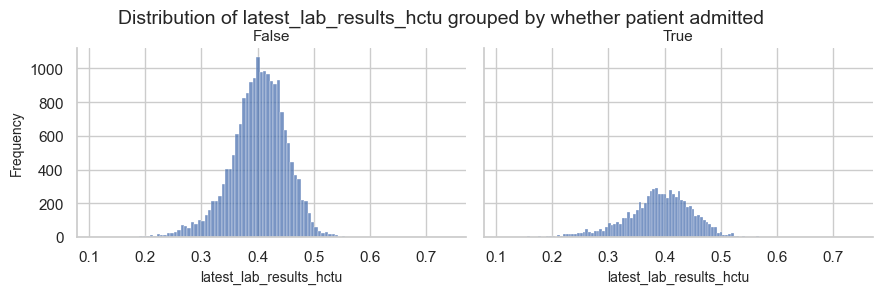 Distribution of latest_lab_results_hctu grouped by whether patient admitted
False True
Frequency
1000
800
600
400
200
0
0.1 0.2 0.3 0.4 0.5 0.6 0.7 0.1 0.2 0.3 0.4 0.5 0.6 0.7
latest_lab_results_hctu latest_lab_results_hctu